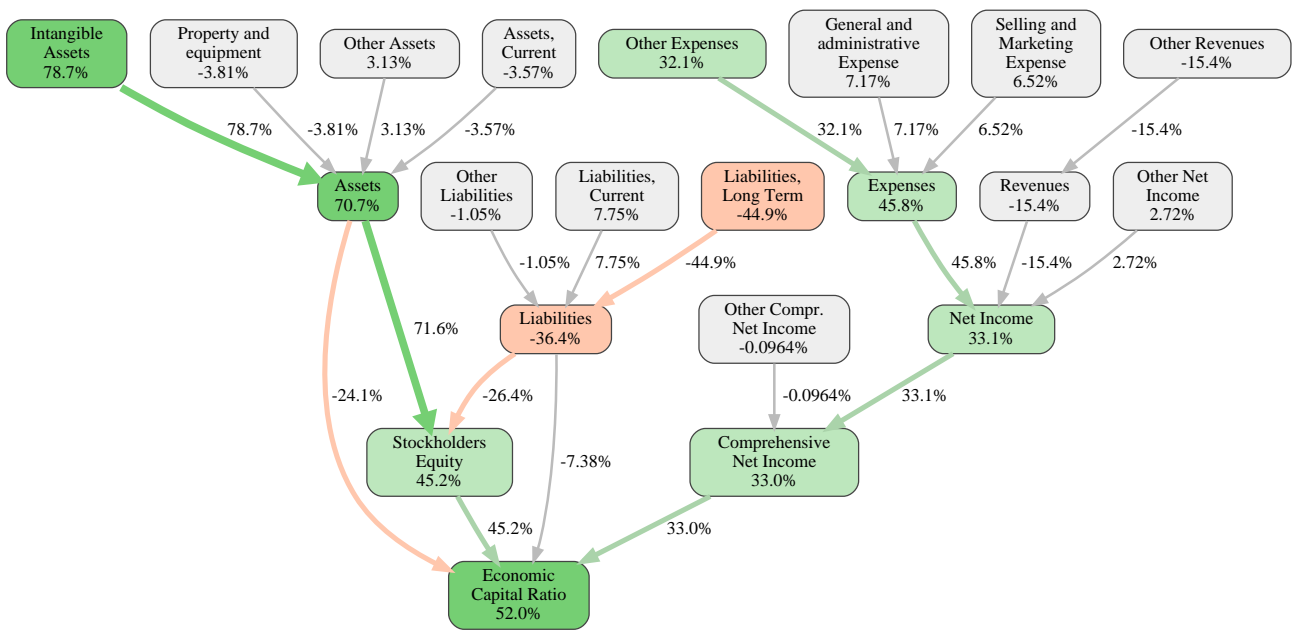 Intangible
Assets
78.7%
Property and
equipment
-3.81%
Other Assets
3.13%
Assets,
Current
-3.57%
Other Expenses
32.1%
General and
administrative
Expense
7.17%
Selling and
Marketing
Expense
6.52%
Other Revenues
-15.4%
78.7%
-3.81%
3.13%
-3.57%
32.1%
7.17%
6.52%
-15.4%
Assets
70.7%
Other
Liabilities
-1.05%
Liabilities,
Current
7.75%
Liabilities,
Long Term
-44.9%
Expenses
45.8%
Revenues
-15.4%
Other Net
Income
2.72%
-1.05%
7.75%
-44.9%
45.8%
-15.4%
2.72%
71.6%
Liabilities
-36.4%
Other Compr.
Net Income
-0.0964%
Net Income
33.1%
-24.1%
-26.4%
-0.0964%
33.1%
Stockholders
Equity
45.2%
-7.38%
Comprehensive
Net Income
33.0%
45.2%
33.0%
Economic
Capital Ratio
52.0%